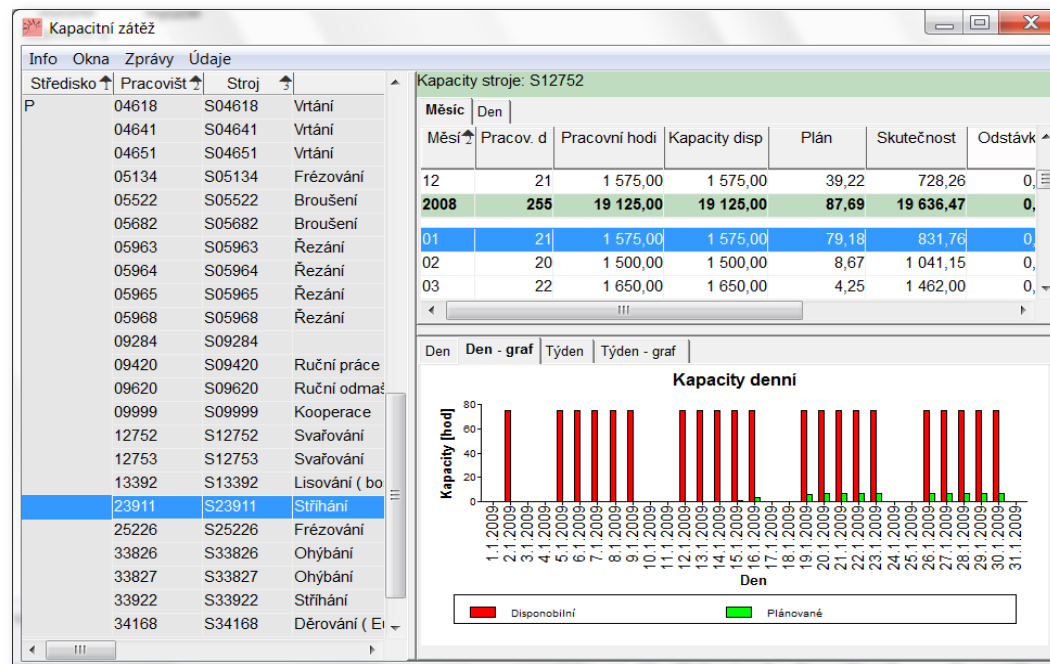 Kapacitní zátěž
Info Okna Zprávy Údaje
Středisko 1 Pracovišt 2 Stroj 3
P 04618 S04618 Vrtání
04641 S04641 Vrtání
04651 S04651 Vrtání
05134 S05134 Frézování
05522 S05522 Broušení
05682 S05682 Broušení
05963 S05963 Řezání
05964 S05964 Řezání
05965 S05965 Řezání
05968 S05968 Řezání
09284 S09284
09420 S09420 Ruční práce
09620 S09620 Ruční odmaš
09999 S09999 Kooperace
12752 S12752 Svařování
12753 S12753 Svařování
13392 S13392 Lisování ( bo
23911 S23911 Stříhání
25226 S25226 Frézování
33826 S33826 Ohýbání
33827 S33827 Ohýbání
33922 S33922 Stříhání
34168 S34168 Děrování ( Eu
Kapacity stroje: S12752
Měsíc Den
Měsí 2 Pracov. d Pracovní hodi Kapacity disp Plán Skutečnost Odstávk
12 21 1 575,00 1 575,00 39,22 728,26 0,
2008 255 19 125,00 19 125,00 87,69 19 636,47 0,
01 21 1 575,00 1 575,00 79,18 831,76 0,
02 20 1 500,00 1 500,00 8,67 1 041,15 0,
03 22 1 650,00 1 650,00 4,25 1 462,00 0,
Den Den - graf Týden Týden - graf
Kapacity denní
Kapacity [hod]
80
60
40
20
0
1.1.2009 2.1.2009 3.1.2009 4.1.2009 5.1.2009 6.1.2009 7.1.2009 8.1.2009 9.1.2009 10.1.2009 11.1.2009 12.1.2009 13.1.2009 14.1.2009 15.1.2009 16.1.2009 17.1.2009 18.1.2009 19.1.2009 20.1.2009 21.1.2009 22.1.2009 23.1.2009 24.1.2009 25.1.2009 26.1.2009 27.1.2009 28.1.2009 29.1.2009 30.1.2009 31.1.2009
Den
Disponobilní Plánované